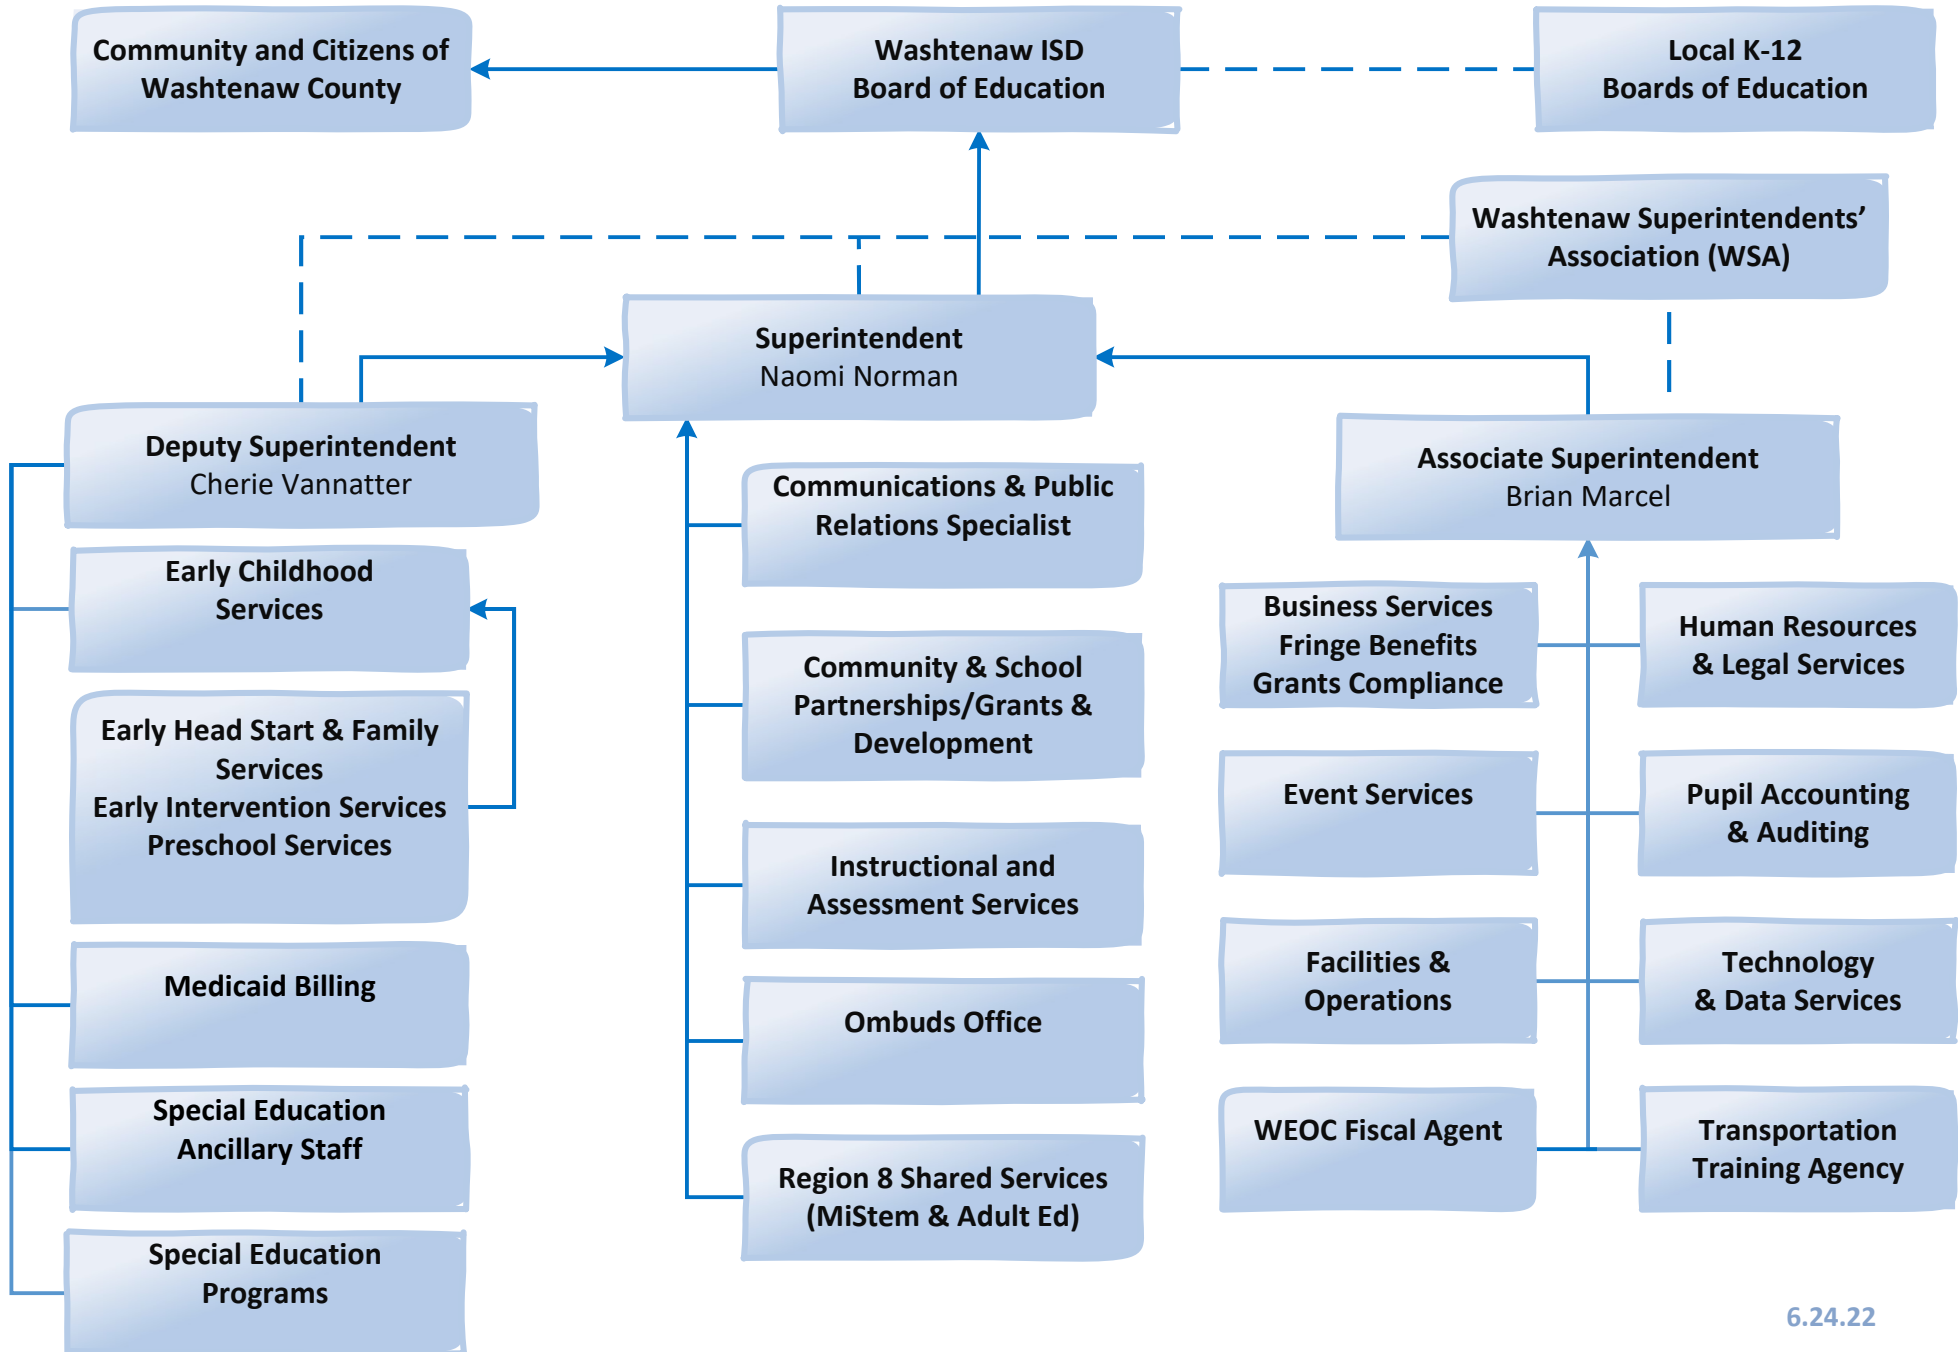 Community and Citizens of
Washtenaw County
Washtenaw ISD
Board of Education
Local K-12
Boards of Education
Washtenaw Superintendents’
Association (WSA)
Superintendent
Naomi Norman
Deputy Superintendent
Cherie Vannatter
Associate Superintendent
Brian Marcel
Early Childhood
Services
Early Head Start & Family
Services
Early Intervention Services
Preschool Services
Medicaid Billing
Special Education
Ancillary Staff
Special Education
Programs
Communications & Public
Relations Specialist
Community & School
Partnerships/Grants &
Development
Instructional and
Assessment Services
Ombuds Office
Region 8 Shared Services
(MiStem & Adult Ed)
Business Services
Fringe Benefits
Grants Compliance
Human Resources
& Legal Services
Event Services
Pupil Accounting
& Auditing
Facilities &
Operations
Technology
& Data Services
WEOC Fiscal Agent
Transportation
Training Agency
6.24.22